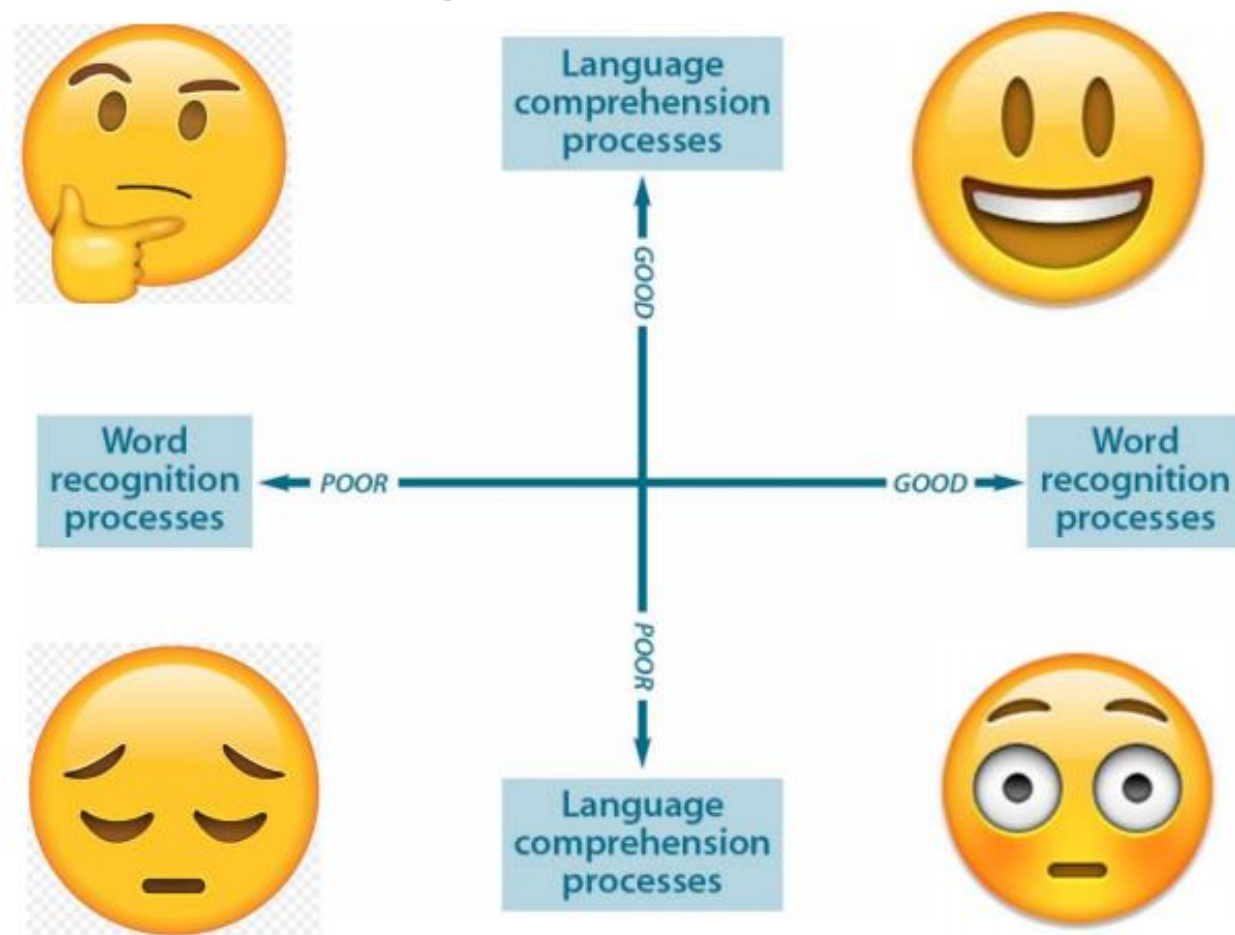 Language
comprehension
processes
GOOD
Word
recognition
processes
POOR
GOOD
Word
recognition
processes
POOR
Language
comprehension
processes